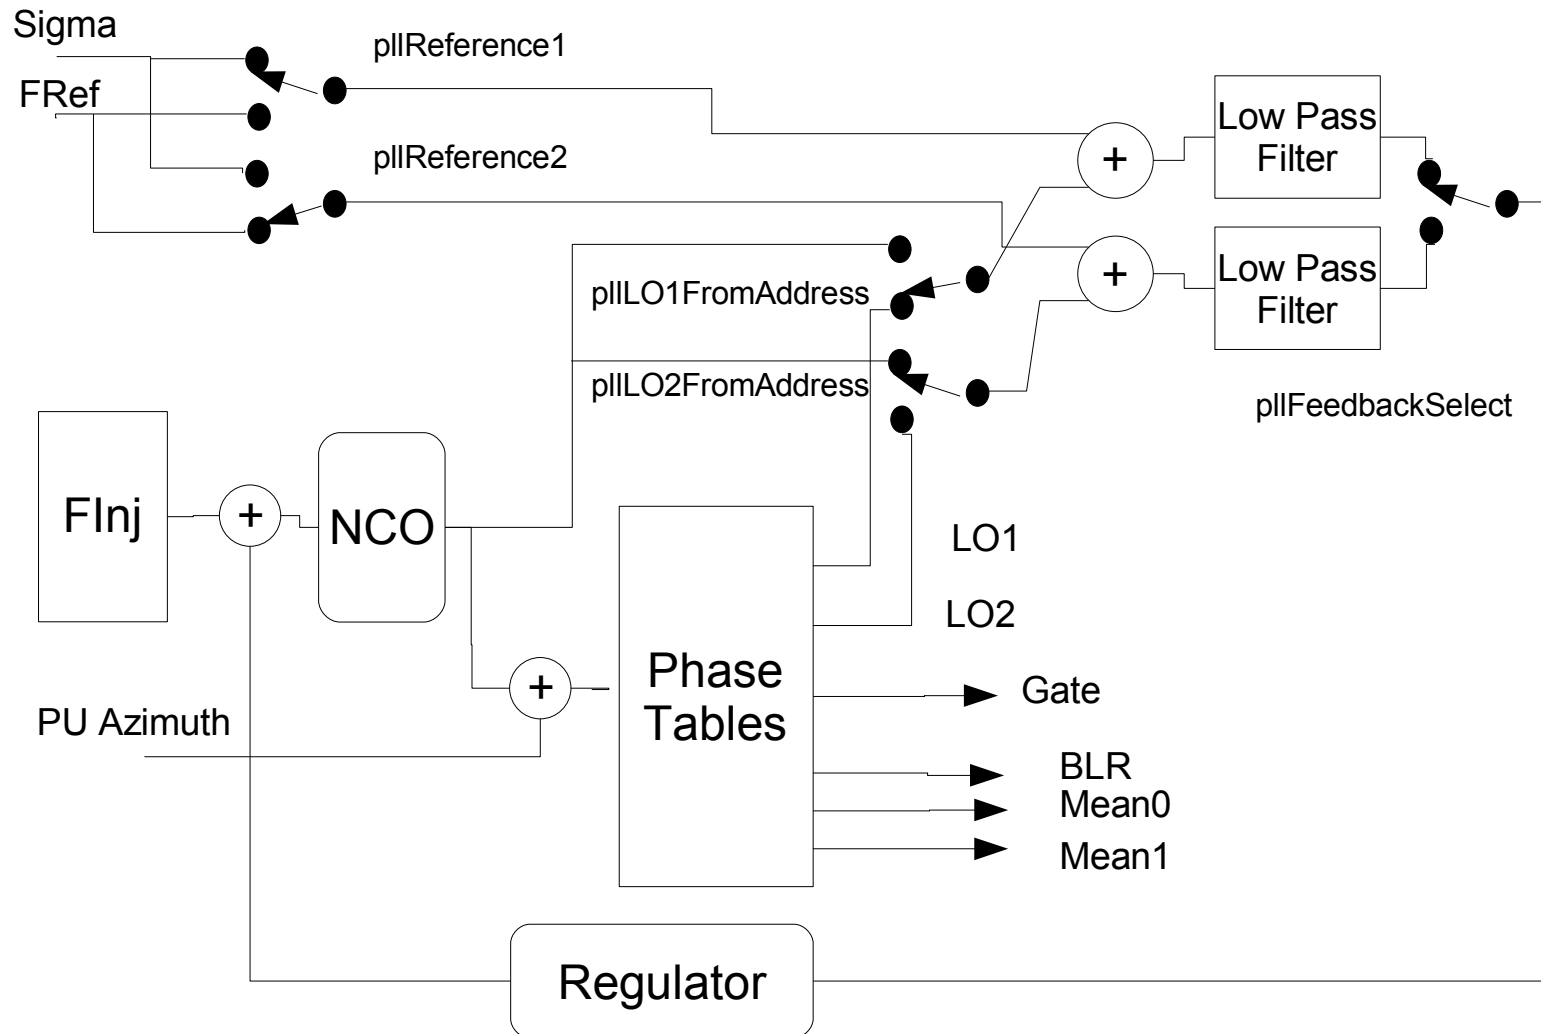 Sigma
pllReference1
FRef
Low Pass
Filter
pllReference2
+
Low Pass
Filter
+
pllLO1FromAddress
pllLO2FromAddress
pllFeedbackSelect
FInj
+
NCO
LO1
LO2
Phase
Tables
+
Gate
PU Azimuth
BLR
Mean0
Mean1
Regulator